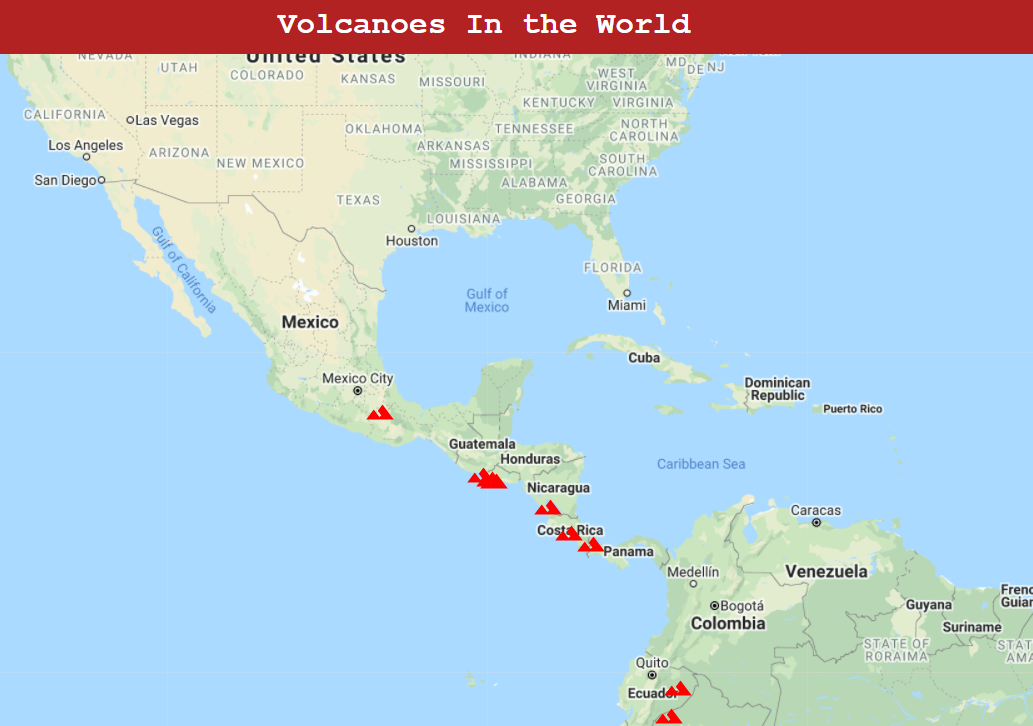 Volcanoes In the World
NEVADA
United States
INDIANA
MD
DE
NJ
UTAH
COLORADO
KANSAS
MISSOURI
WEST
VIRGINIA
KENTUCKY
VIRGINIA
CALIFORNIA
Las Vegas
OKLAHOMA
TENNESSEE
NORTH
CAROLINA
Los Angeles
ARIZONA
NEW MEXICO
ARKANSAS
MISSISSIPPI
SOUTH
CAROLINA
San Diego
ALABAMA
TEXAS
GEORGIA
LOUISIANA
Houston
Gulf of California
FLORIDA
Gulf of
Mexico
Miami
Mexico
Cuba
Mexico City
Dominican
Republic
Puerto Rico
Guatemala
Honduras
Caribbean Sea
Nicaragua
Caracas
Costa Rica
Panama
Medellín
Venezuela
Bogotá
Guyana
Frenc
Guian
Colombia
Suriname
STATE OF
RORAIMA
STAT
AMA
Quito
Ecuador